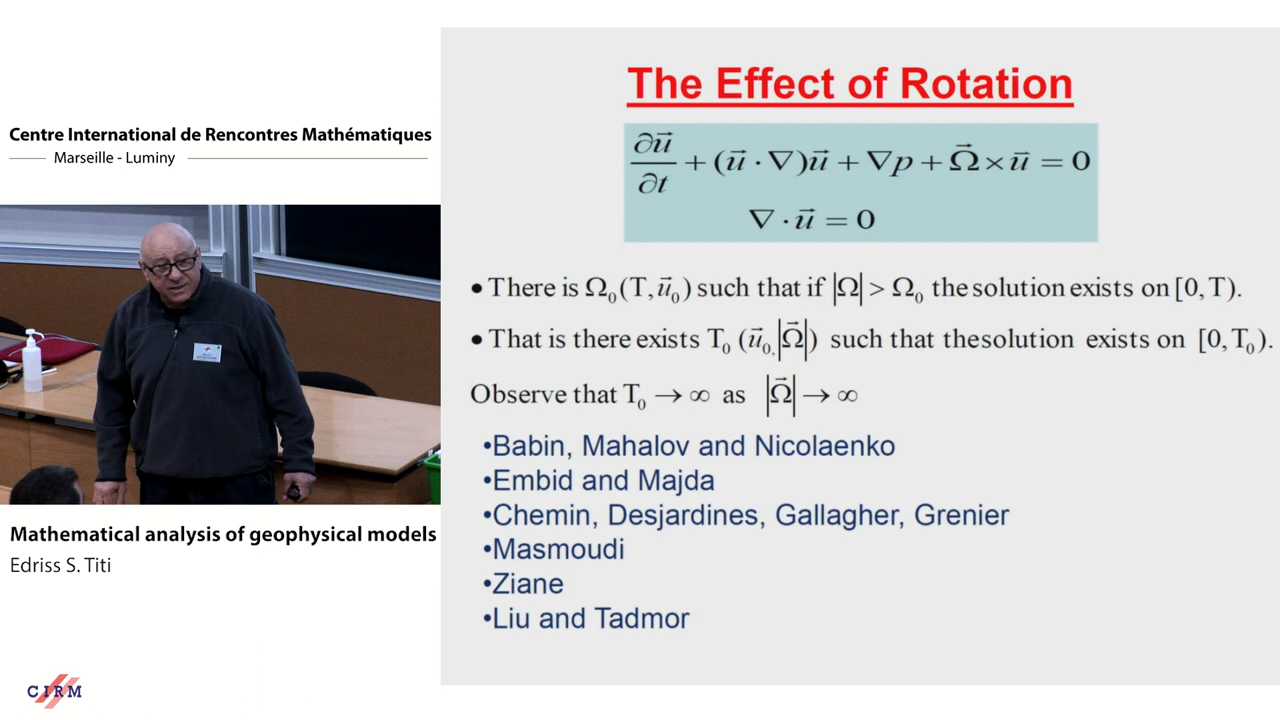 Centre International de Rencontres Mathématiques
Marseille - Luminy
Mathematical analysis of geophysical models
Edriss S. Titi
CIRM
The Effect of Rotation
∂u⃗/∂t + (u⃗ · ∇)u⃗ + ∇p + Ω⃗ × u⃗ = 0
∇ · u⃗ = 0
• There is Ω₀(T, u⃗₀) such that if |Ω| > Ω₀ the solution exists on [0, T).
• That is there exists T₀ (u⃗₀, |Ω⃗|) such that thesolution exists on [0, T₀).
Observe that T₀ → ∞ as |Ω⃗| → ∞
•Babin, Mahalov and Nicolaenko
•Embid and Majda
•Chemin, Desjardines, Gallagher, Grenier
•Masmoudi
•Ziane
•Liu and Tadmor